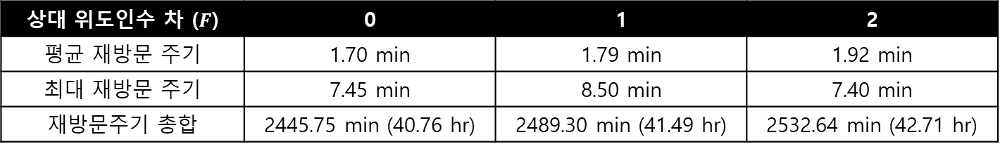 상대 위도인수 차 (F) 0 1 2
평균 재방문 주기 1.70 min 1.79 min 1.92 min
최대 재방문 주기 7.45 min 8.50 min 7.40 min
재방문주기 총합 2445.75 min (40.76 hr) 2489.30 min (41.49 hr) 2532.64 min (42.71 hr)